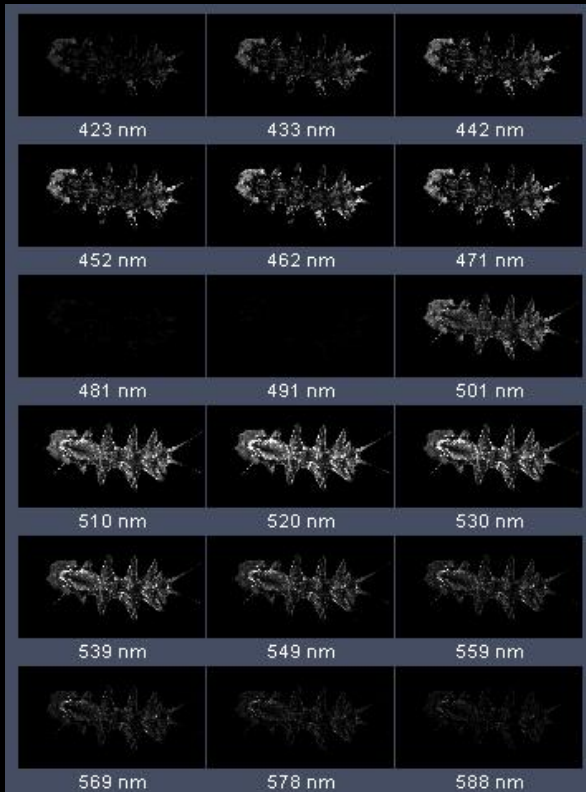 423 nm 433 nm 442 nm
452 nm 462 nm 471 nm
481 nm 491 nm 501 nm
510 nm 520 nm 530 nm
539 nm 549 nm 559 nm
569 nm 578 nm 588 nm